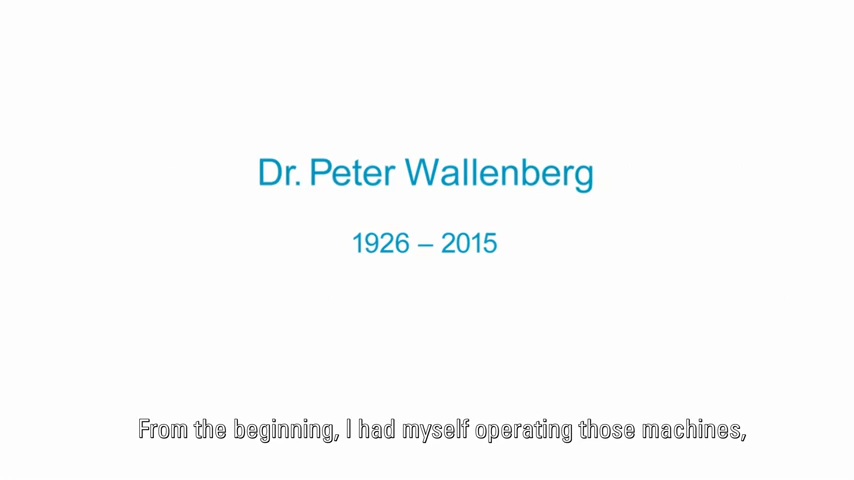 Dr. Peter Wallenberg
1926 – 2015
From the beginning, I had myself operating those machines,